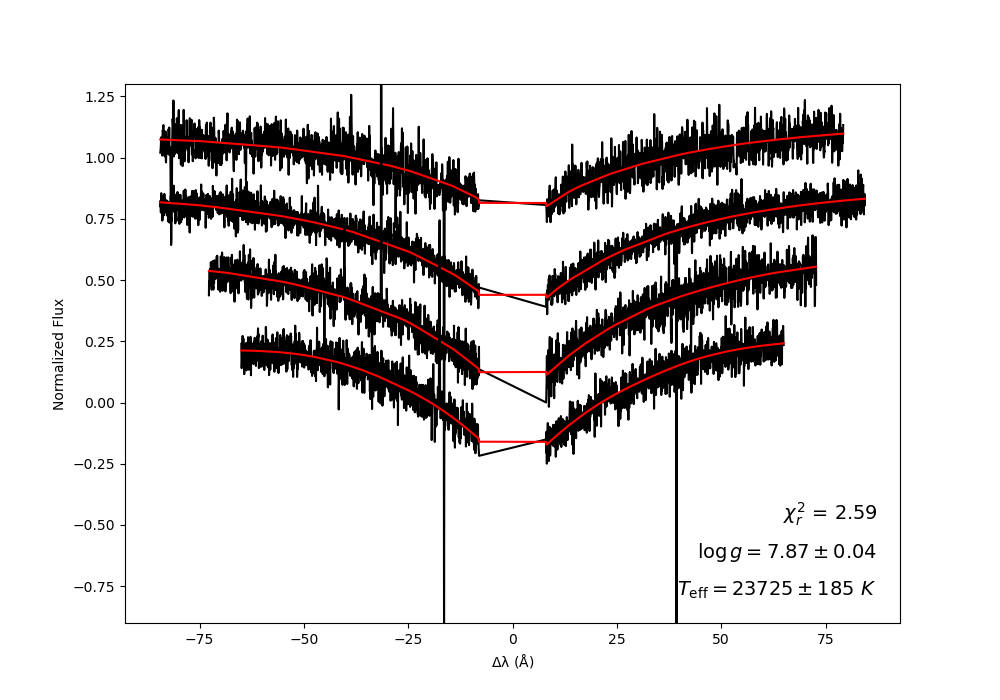 1.25
1.00
0.75
0.50
0.25
0.00
−0.25
−0.50
−0.75
Normalized Flux
χ²ᵣ = 2.59
log g = 7.87 ± 0.04
T_eff = 23725 ± 185 K
−75 −50 −25 0 25 50 75
Δλ (Å)